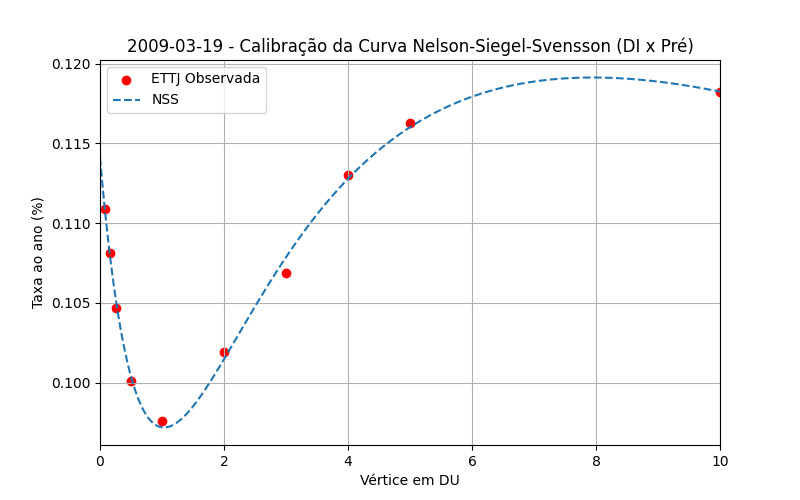 2009-03-19 - Calibração da Curva Nelson-Siegel-Svensson (DI x Pré)
ETTJ Observada
NSS
Taxa ao ano (%)
0.120
0.115
0.110
0.105
0.100
0 2 4 6 8 10
Vértice em DU